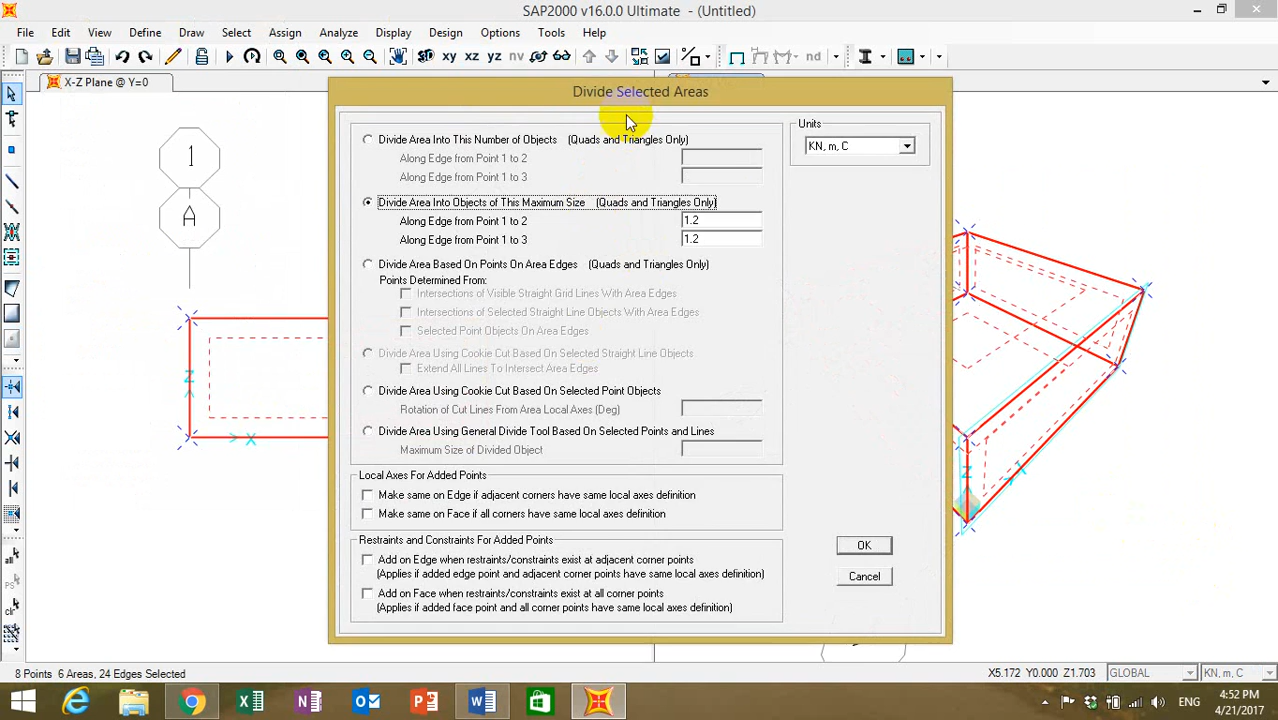 SAP2000 v16.0.0 Ultimate - (Untitled)
File Edit View Define Draw Select Assign Analyze Display Design Options Tools Help
3D xy xz yz nv nd
X-Z Plane @ Y=0
Divide Selected Areas
Divide Area Into This Number of Objects (Quads and Triangles Only)
Along Edge from Point 1 to 2
Along Edge from Point 1 to 3
Divide Area Into Objects of This Maximum Size (Quads and Triangles Only)
Along Edge from Point 1 to 2 1.2
Along Edge from Point 1 to 3 1.2
Divide Area Based On Points On Area Edges (Quads and Triangles Only)
Points Determined From:
Intersections of Visible Straight Grid Lines With Area Edges
Intersections of Selected Straight Line Objects With Area Edges
Selected Point Objects On Area Edges
Divide Area Using Cookie Cut Based On Selected Straight Line Objects
Extend All Lines To Intersect Area Edges
Divide Area Using Cookie Cut Based On Selected Point Objects
Rotation of Cut Lines From Area Local Axes (Deg)
Divide Area Using General Divide Tool Based On Selected Points and Lines
Maximum Size of Divided Object
Local Axes For Added Points
Make same on Edge if adjacent corners have same local axes definition
Make same on Face if all corners have same local axes definition
Restraints and Constraints For Added Points
Add on Edge when restraints/constraints exist at adjacent corner points
(Applies if added edge point and adjacent corner points have same local axes definition)
Add on Face when restraints/constraints exist at all corner points
(Applies if added face point and all corner points have same local axes definition)
Units
KN, m, C
OK
Cancel
1
A
Z
X
Z
X
all
PS
clr
8 Points 6 Areas, 24 Edges Selected
X5.172 Y0.000 Z1.703
GLOBAL
KN, m, C
ENG
4:52 PM
4/21/2017